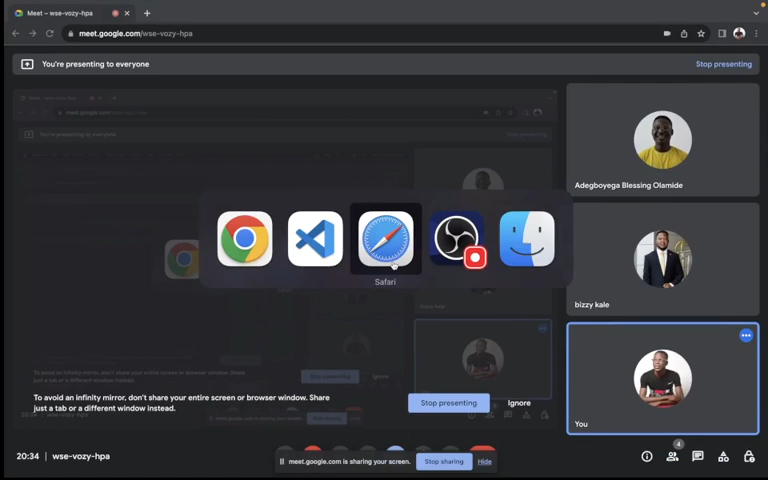 Meet – wse-vozy-hpa
meet.google.com/wse-vozy-hpa
You're presenting to everyone
Stop presenting
Adegboyega Blessing Olamide
Safari
bizzy kale
To avoid an infinity mirror, don't share your entire screen or browser window. Share
just a tab or a different window instead.
Stop presenting
Ignore
You
20:34 | wse-vozy-hpa
meet.google.com is sharing your screen.
Stop sharing
Hide
4